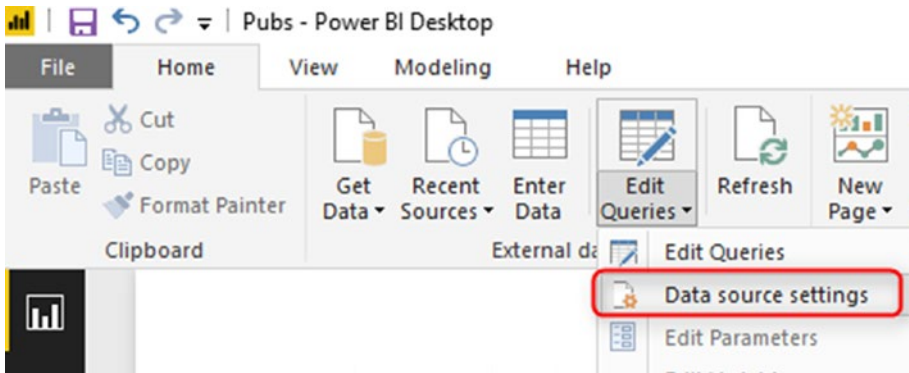 Pubs - Power BI Desktop
File Home View Modeling Help
Paste
Cut
Copy
Format Painter
Get Data
Recent Sources
Enter Data
Edit Queries
Refresh
New Page
Clipboard
External da
Edit Queries
Data source settings
Edit Parameters